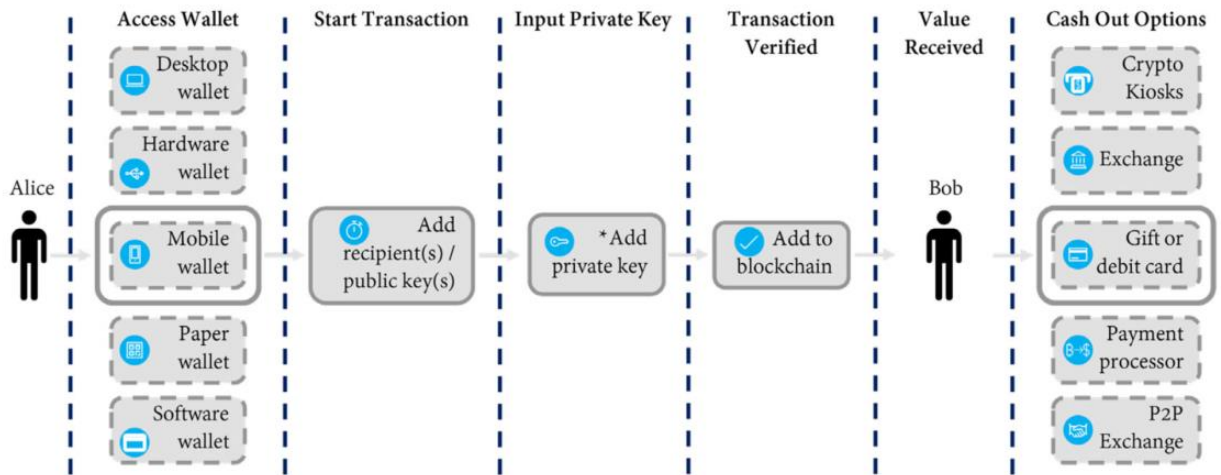 Access Wallet
Start Transaction
Input Private Key
Transaction
Verified
Value
Received
Cash Out Options
Alice
Desktop
wallet
Hardware
wallet
Mobile
wallet
Paper
wallet
Software
wallet
Add
recipient(s) /
public key(s)
*Add
private key
Add to
blockchain
Bob
Crypto
Kiosks
Exchange
Gift or
debit card
Payment
processor
P2P
Exchange